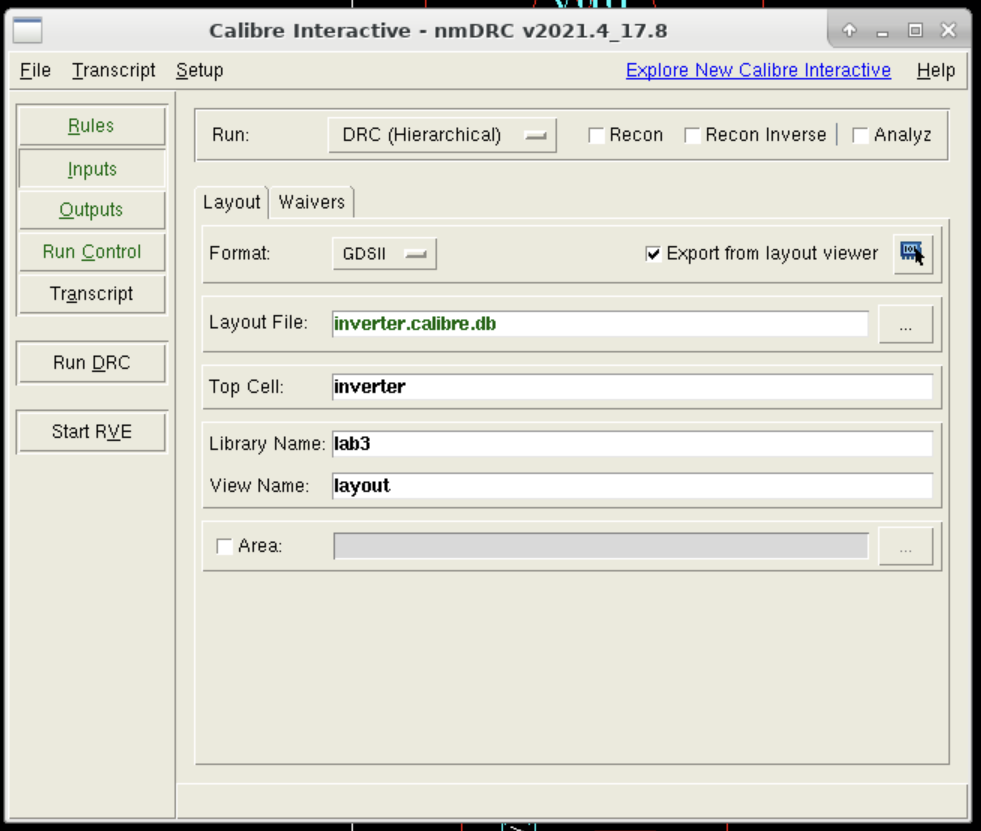 Calibre Interactive - nmDRC v2021.4_17.8
File Transcript Setup Explore New Calibre Interactive Help
Rules
Inputs
Outputs
Run Control
Transcript
Run DRC
Start RVE
Run: DRC (Hierarchical) Recon Recon Inverse Analyz
Layout Waivers
Format: GDSII Export from layout viewer
Layout File: inverter.calibre.db ...
Top Cell: inverter
Library Name: lab3
View Name: layout
Area: ...